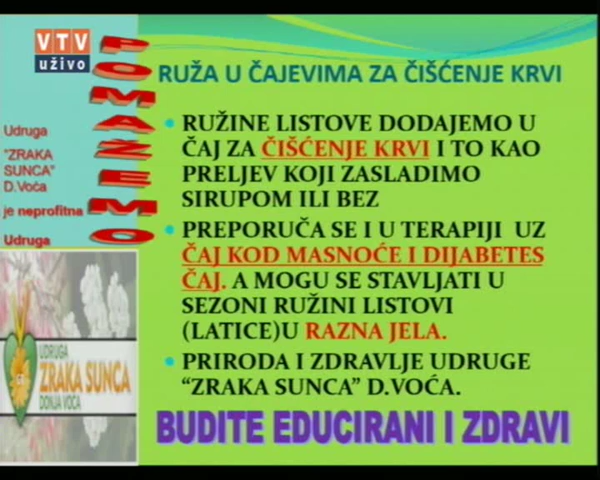 VTV
uživo
POMAŽEMO
Udruga
"ZRAKA
SUNCA"
D.Voća
je neprofitna
Udruga
UDRUGA
ZRAKA SUNCA
DONJA VOĆA
RUŽA U ČAJEVIMA ZA ČIŠĆENJE KRVI
RUŽINE LISTOVE DODAJEMO U
ČAJ ZA ČIŠĆENJE KRVI I TO KAO
PRELJEV KOJI ZASLADIMO
SIRUPOM ILI BEZ
PREPORUČA SE I U TERAPIJI UZ
ČAJ KOD MASNOĆE I DIJABETES
ČAJ. A MOGU SE STAVLJATI U
SEZONI RUŽINI LISTOVI
(LATICE)U RAZNA JELA.
PRIRODA I ZDRAVLJE UDRUGE
“ZRAKA SUNCA” D.VOĆA.
BUDITE EDUCIRANI I ZDRAVI